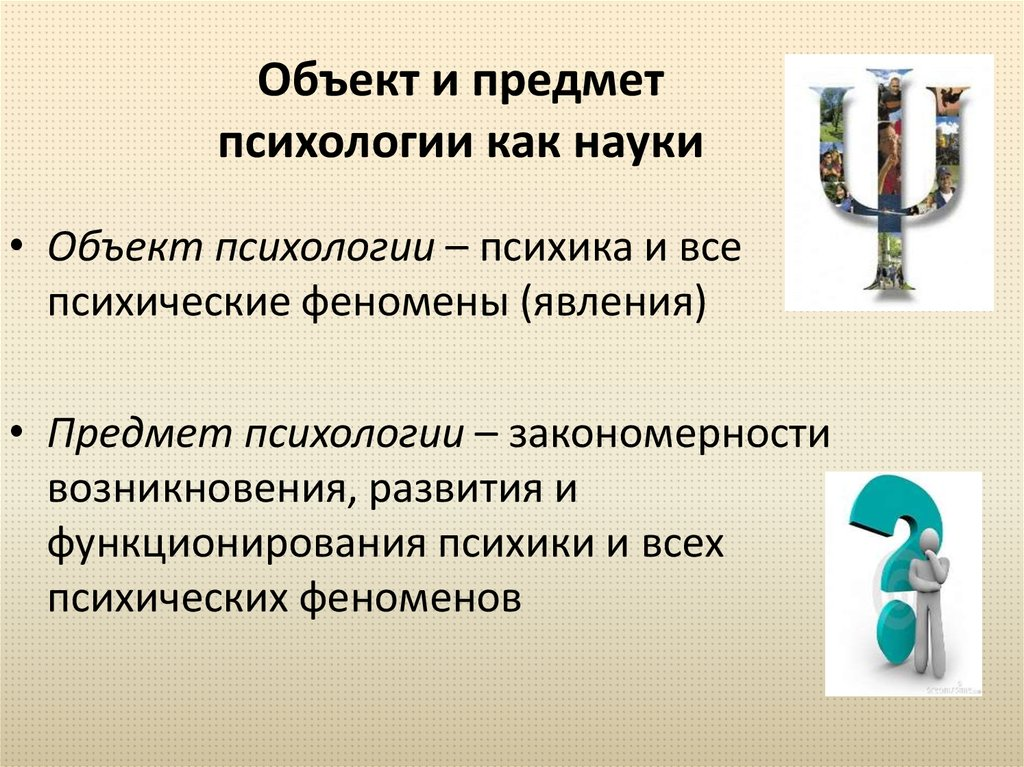 Объект и предмет
психологии как науки
• Объект психологии – психика и все
психические феномены (явления)
• Предмет психологии – закономерности
возникновения, развития и
функционирования психики и всех
психических феноменов